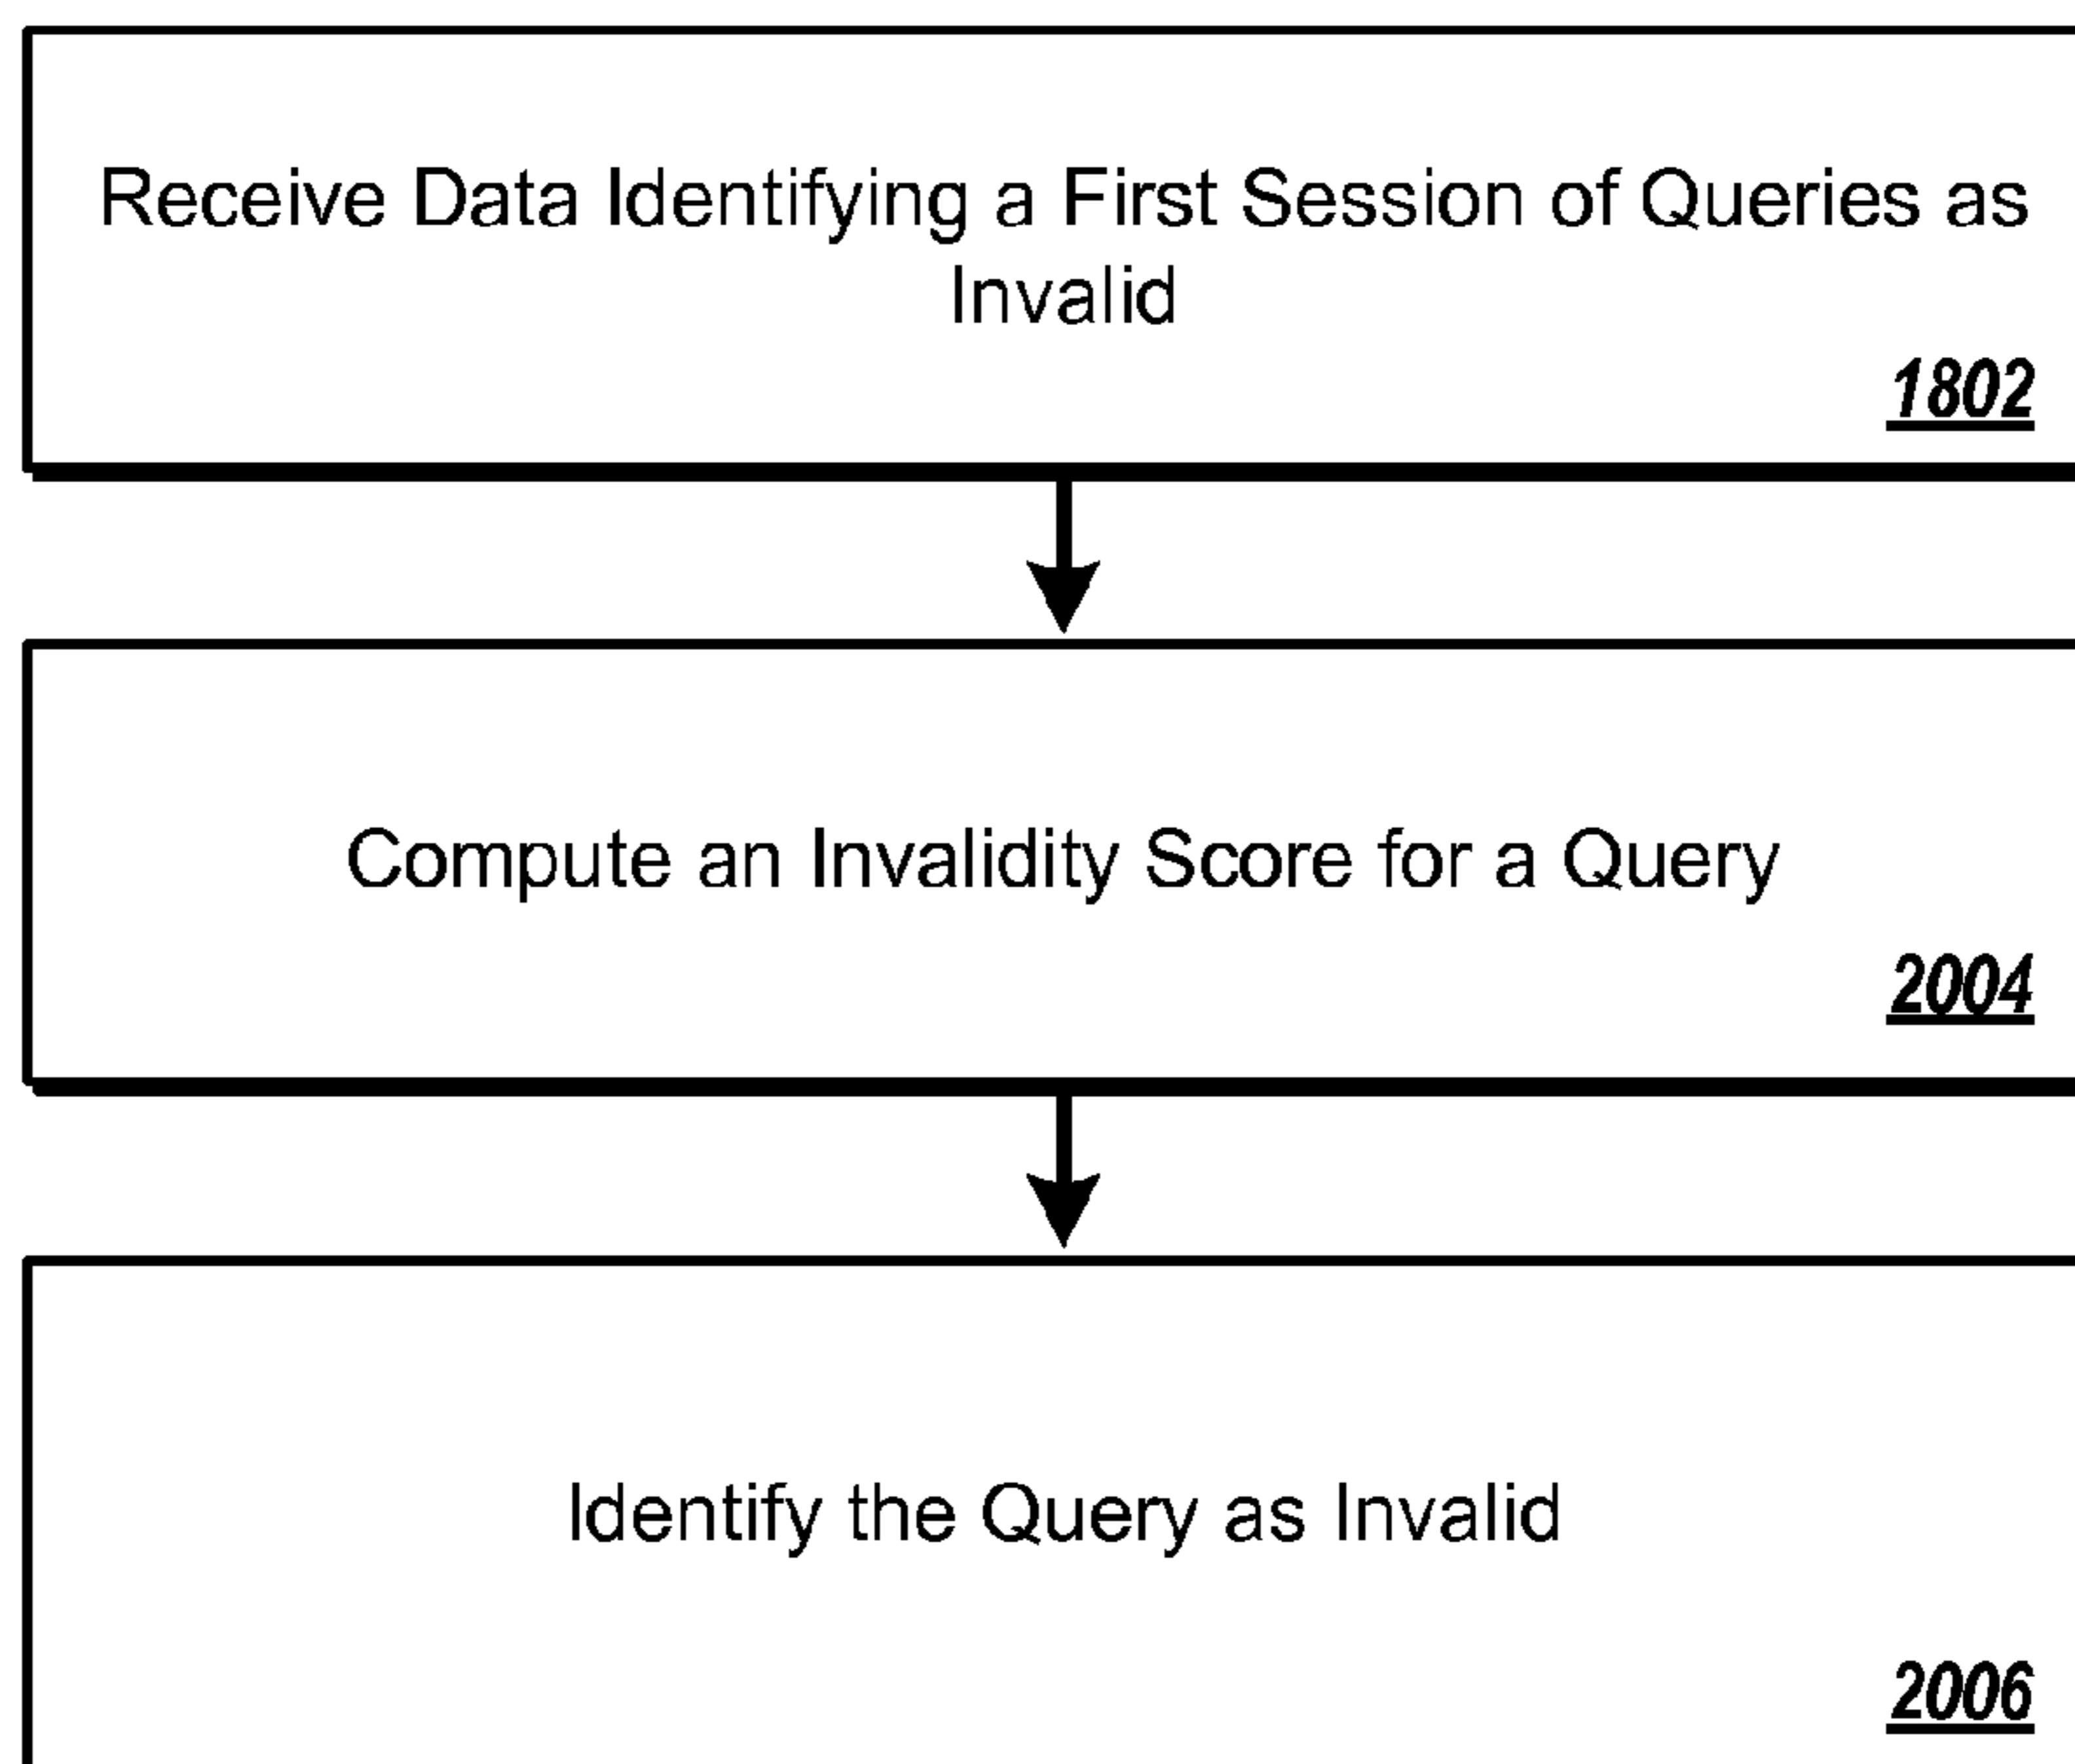 Receive Data Identifying a First Session of Queries as
Invalid
1802
Compute an Invalidity Score for a Query
2004
Identify the Query as Invalid
2006